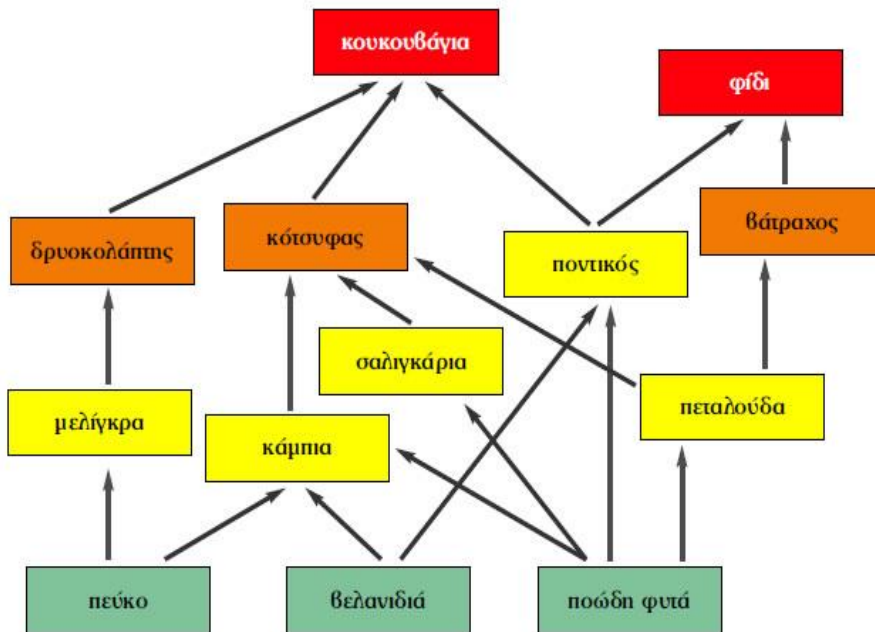 κουκουβάγια
φίδι
δρυοκολάπτης
κότσυφας
ποντικός
βάτραχος
σαλιγκάρια
μελίγκρα
κάμπια
πεταλούδα
πεύκο
βελανιδιά
ποώδη φυτά